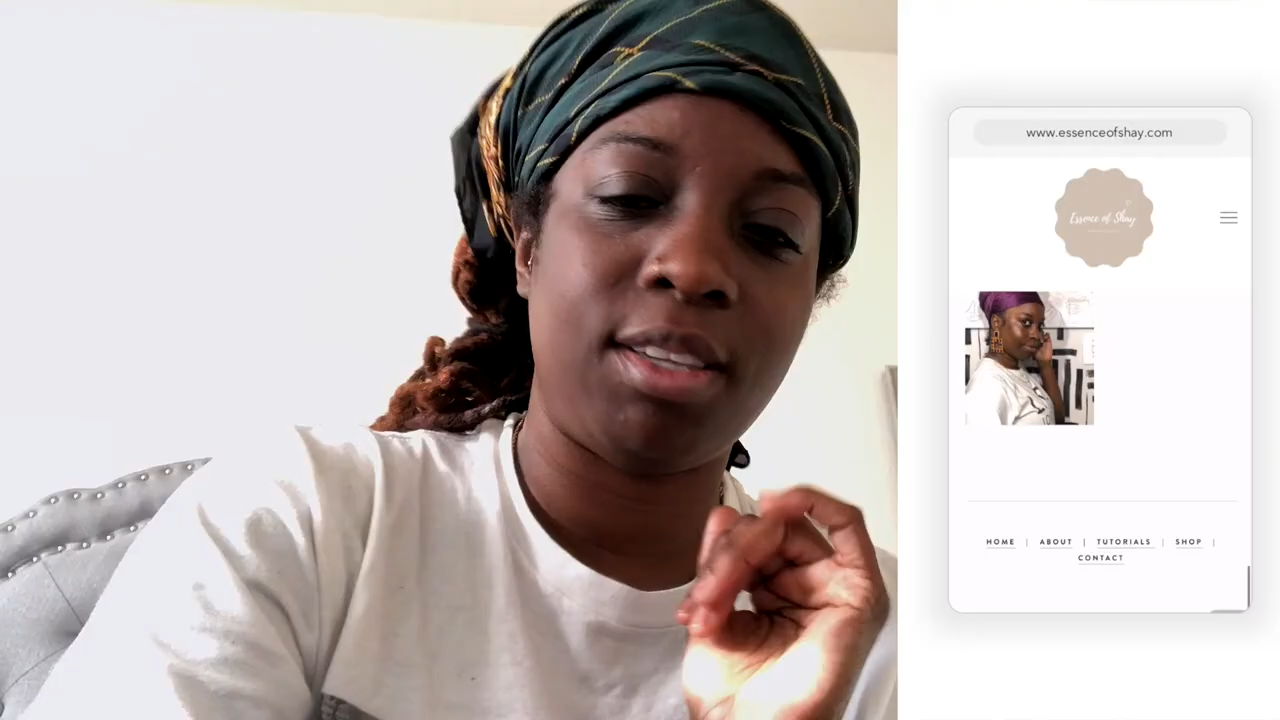 www.essenceofshay.com
Essence of Shay
HOME | ABOUT | TUTORIALS | SHOP |
CONTACT